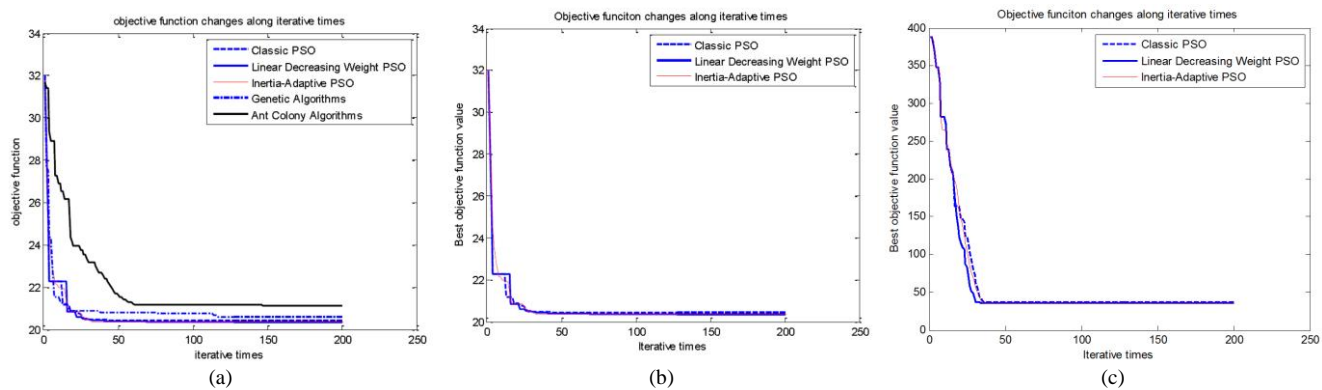 objective function changes along iterative times
34
32
30
28
26
24
22
20
0
50
100
150
200
250
objective function
iterative times
Classic PSO
Linear Decreasing Weight PSO
Inertia-Adaptive PSO
Genetic Algorithms
Ant Colony Algorithms
(a)
Objective funciton changes along iterative times
34
32
30
28
26
24
22
20
0
50
100
150
200
250
Best objective function value
Iterative times
Classic PSO
Linear Decreasing Weight PSO
Inertia-Adaptive PSO
(b)
Objective funciton changes along iterative times
400
350
300
250
200
150
100
50
0
0
50
100
150
200
250
Best objective function value
Iterative times
Classic PSO
Linear Decreasing Weight PSO
Inertia-Adaptive PSO
(c)